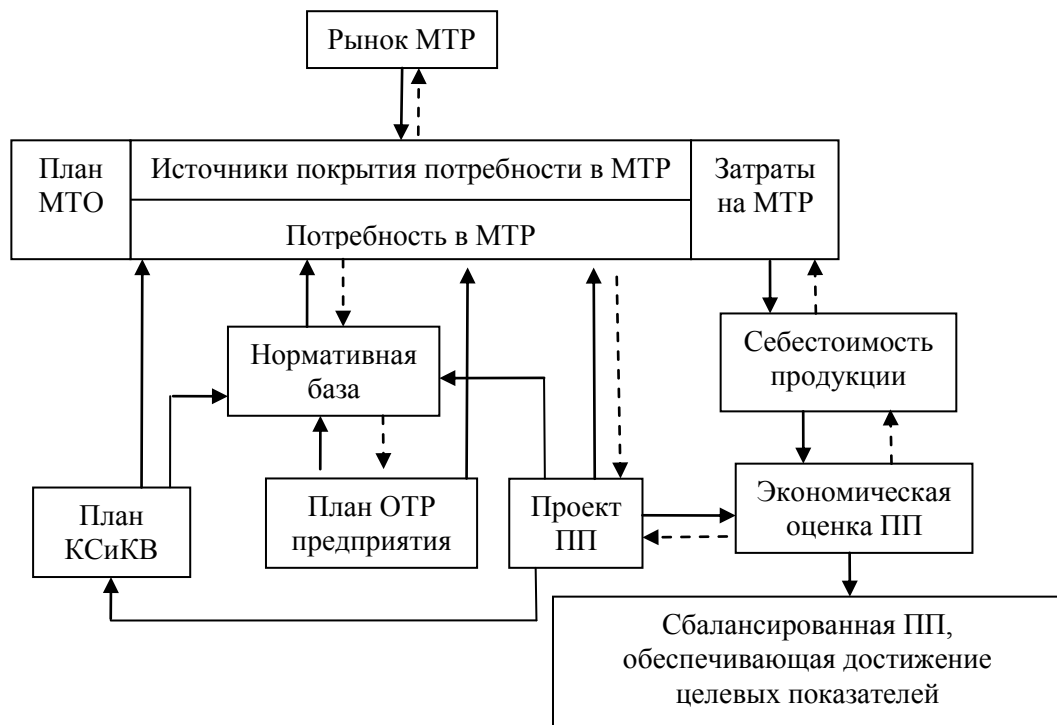 Рынок МТР
План
МТО
Источники покрытия потребности в МТР
Потребность в МТР
Затраты
на МТР
Нормативная
база
Себестоимость
продукции
План
КСиКВ
План ОТР
предприятия
Проект
ПП
Экономическая
оценка ПП
Сбалансированная ПП,
обеспечивающая достижение
целевых показателей